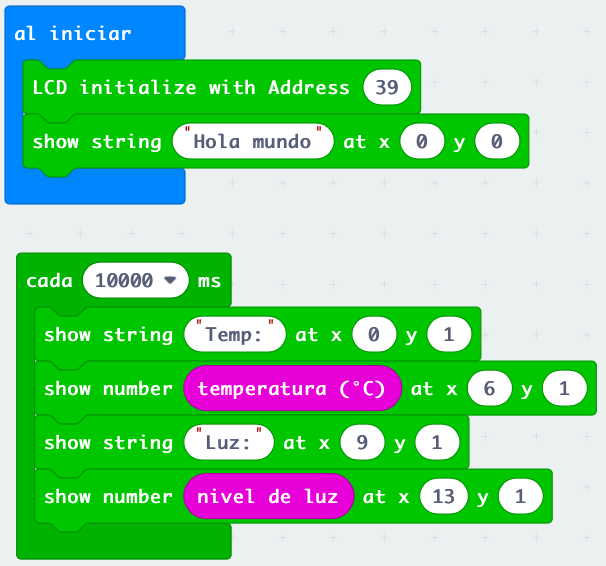 al iniciar
LCD initialize with Address 39
show string "Hola mundo" at x 0 y 0
cada 10000 ms
show string "Temp:" at x 0 y 1
show number temperatura (°C) at x 6 y 1
show string "Luz:" at x 9 y 1
show number nivel de luz at x 13 y 1